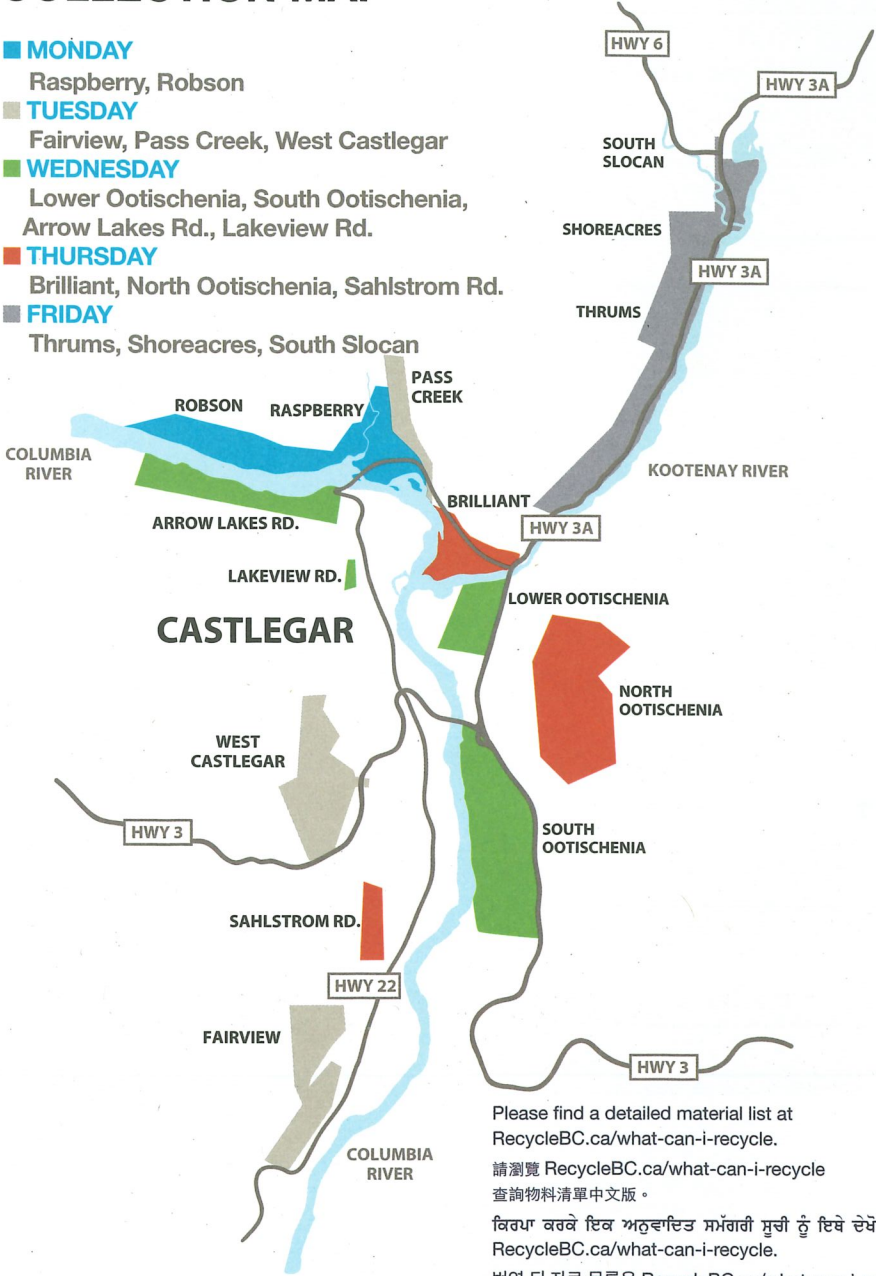 COLLECTION MAP
MONDAY
Raspberry, Robson
TUESDAY
Fairview, Pass Creek, West Castlegar
WEDNESDAY
Lower Ootischenia, South Ootischenia,
Arrow Lakes Rd., Lakeview Rd.
THURSDAY
Brilliant, North Ootischenia, Sahlstrom Rd.
FRIDAY
Thrums, Shoreacres, South Slocan
HWY 6
HWY 3A
SOUTH
SLOCAN
SHOREACRES
HWY 3A
THRUMS
PASS
CREEK
ROBSON
RASPBERRY
COLUMBIA
RIVER
KOOTENAY RIVER
BRILLIANT
ARROW LAKES RD.
HWY 3A
LAKEVIEW RD.
LOWER OOTISCHENIA
CASTLEGAR
NORTH
OOTISCHENIA
WEST
CASTLEGAR
HWY 3
SOUTH
OOTISCHENIA
SAHLSTROM RD.
HWY 22
FAIRVIEW
HWY 3
COLUMBIA
RIVER
Please find a detailed material list at
RecycleBC.ca/what-can-i-recycle.
請瀏覽 RecycleBC.ca/what-can-i-recycle
查詢物料清單中文版。
ਕਿਰਪਾ ਕਰਕੇ ਇਕ ਅਨੁਵਾਦਿਤ ਸਮੱਗਰੀ ਸੂਚੀ ਨੂੰ ਇਥੇ ਦੇਖੋ
RecycleBC.ca/what-can-i-recycle.